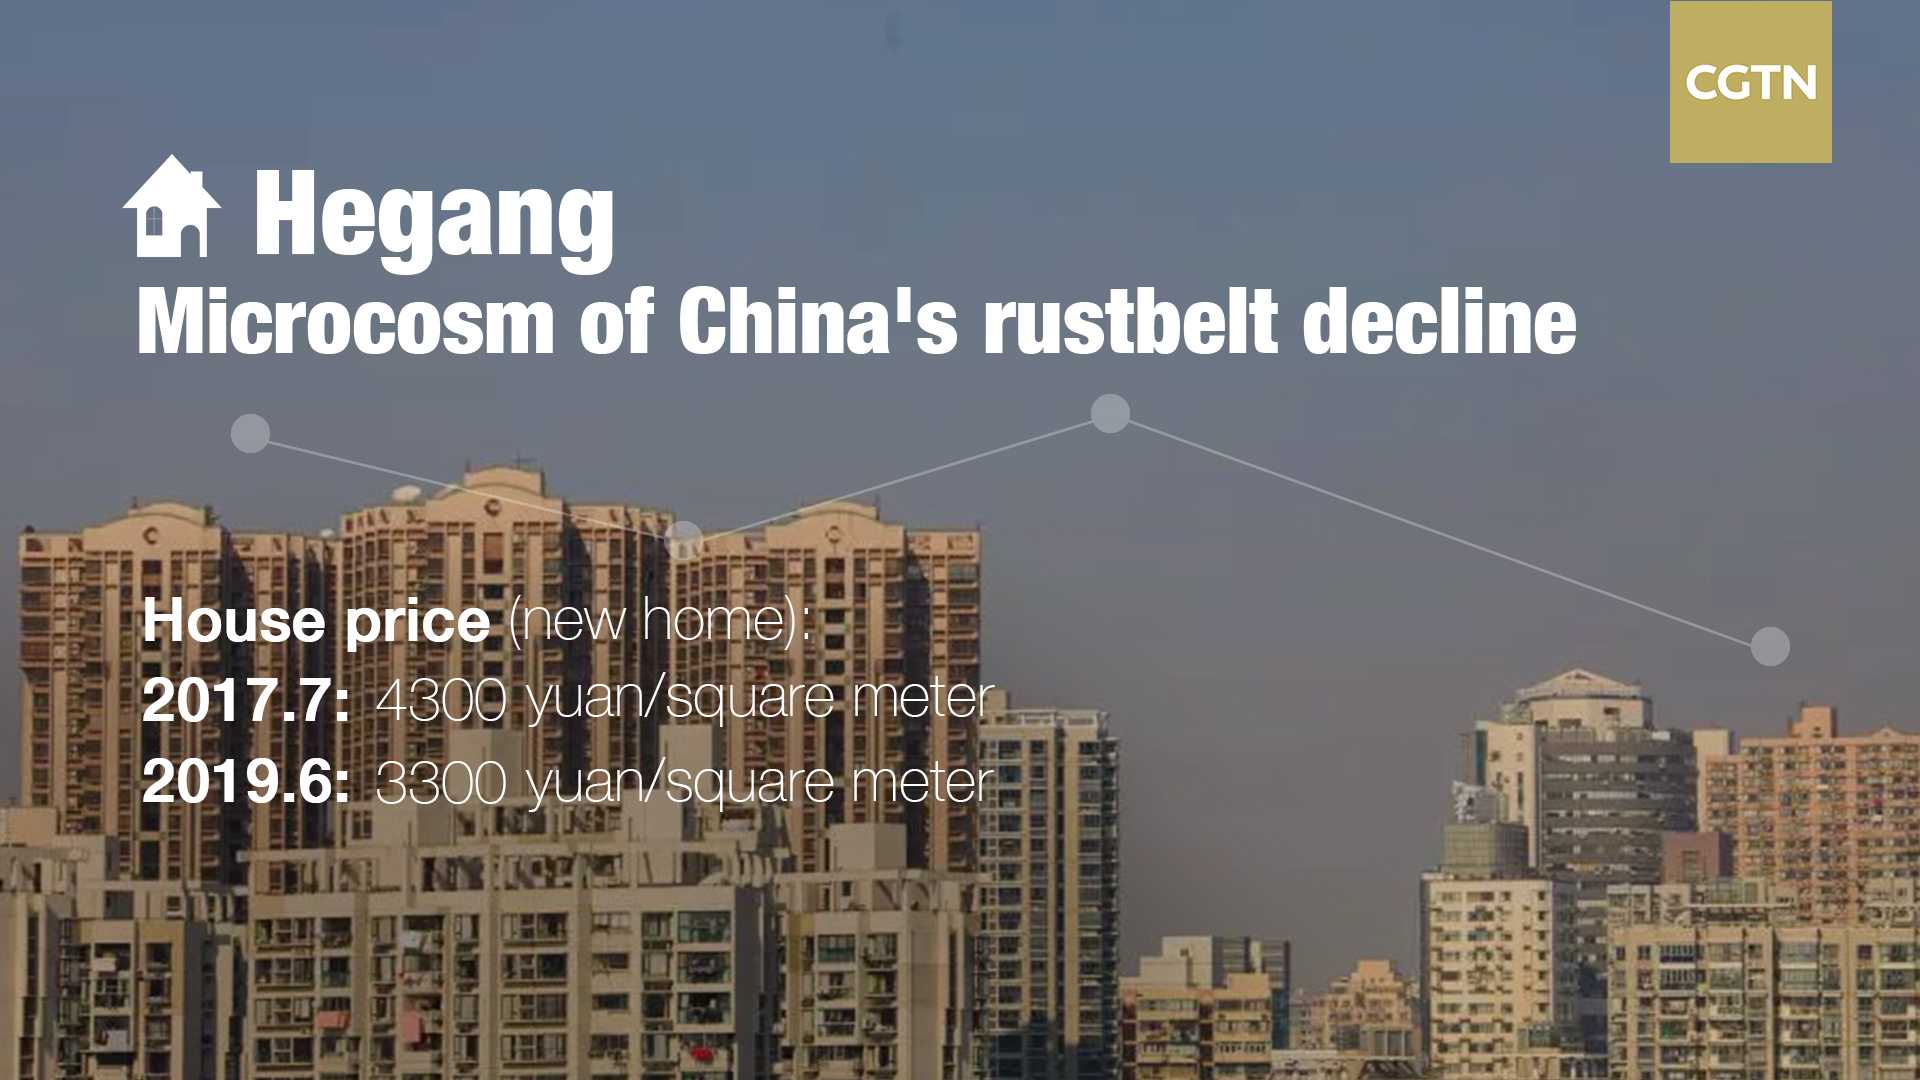 CGTN
Hegang
Microcosm of China's rustbelt decline
House price (new home):
2017.7: 4300 yuan/square meter
2019.6: 3300 yuan/square meter